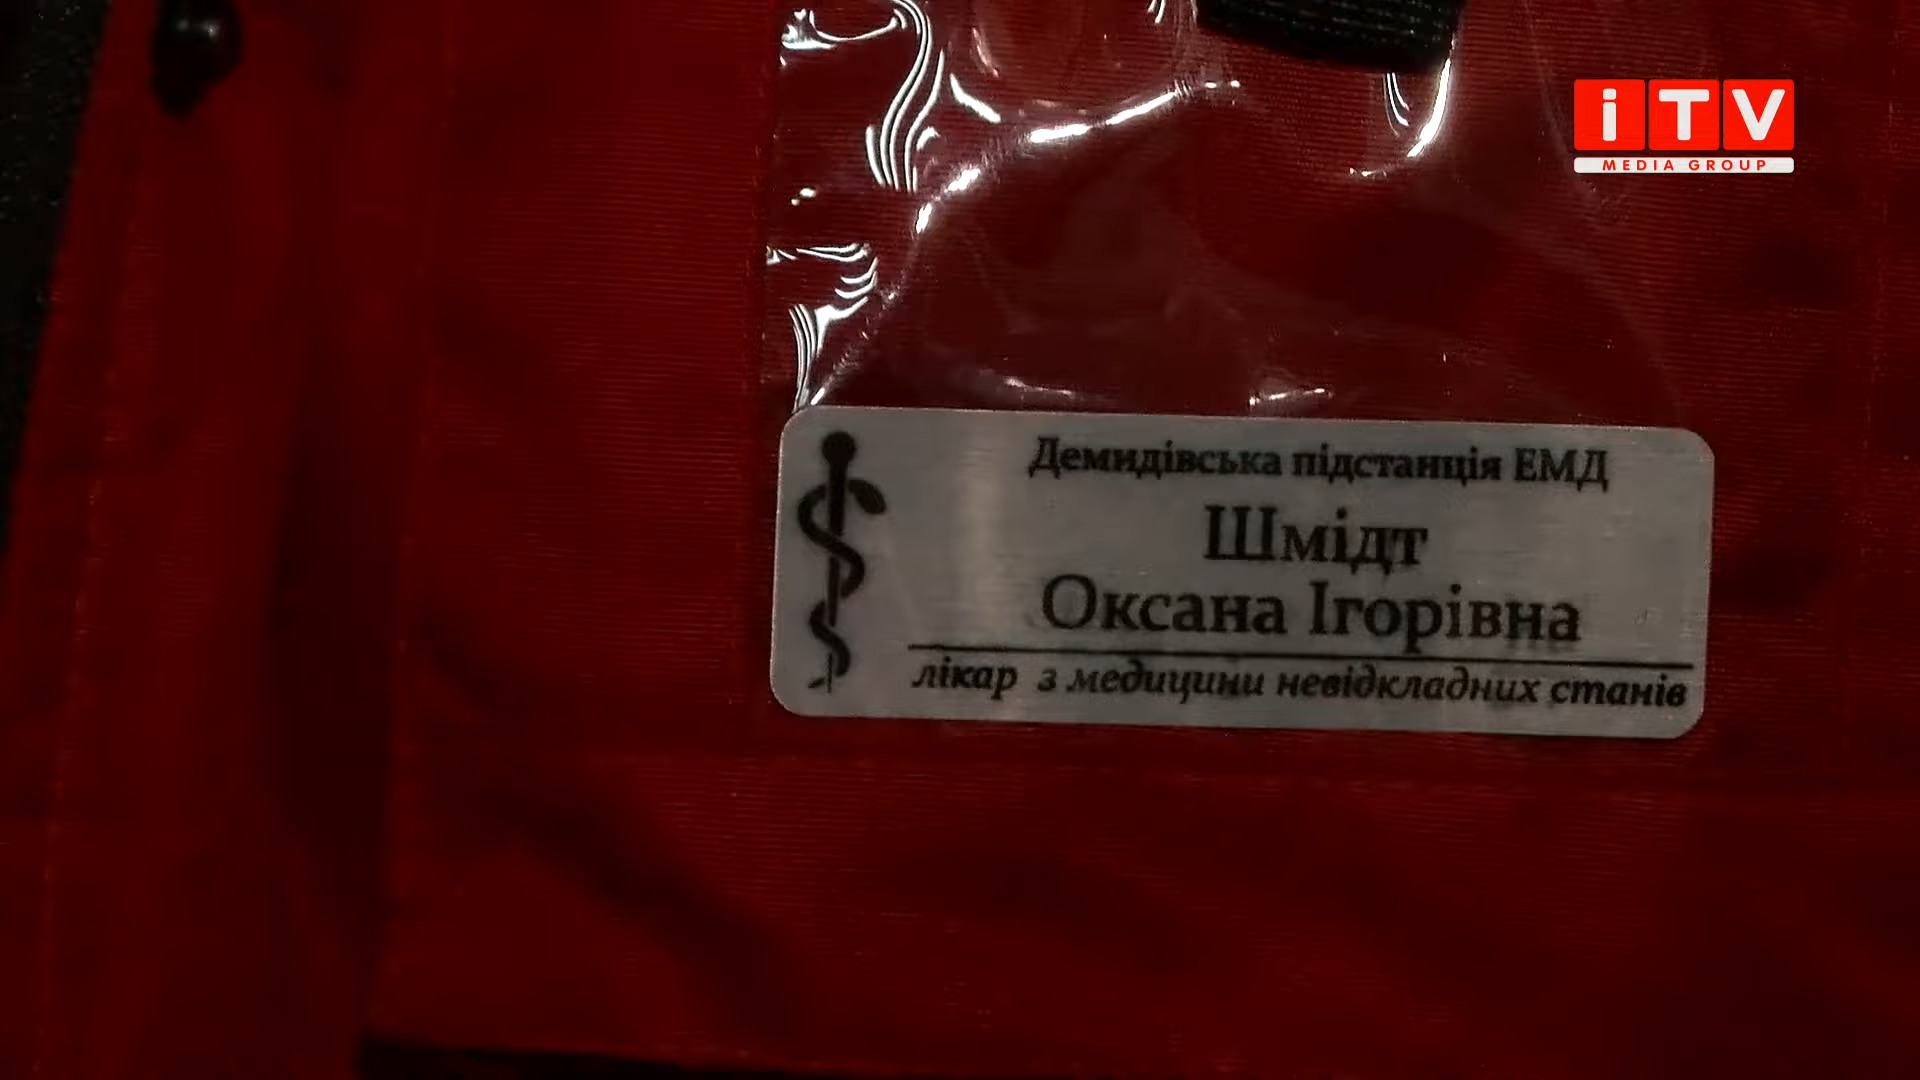 iTV
MEDIA GROUP
Демидівська підстанція ЕМД
Шмідт
Оксана Ігорівна
лікар з медицини невідкладних станів